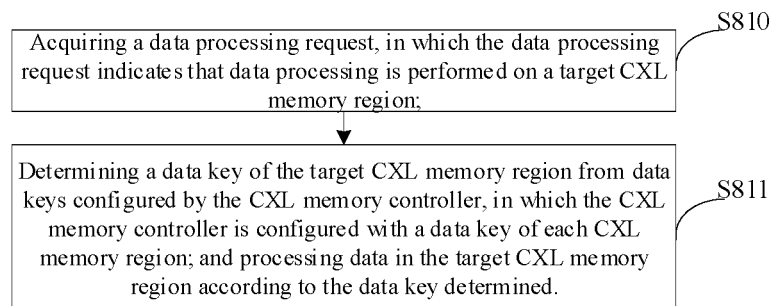 S810
Acquiring a data processing request, in which the data processing
request indicates that data processing is performed on a target CXL
memory region;
S811
Determining a data key of the target CXL memory region from data
keys configured by the CXL memory controller, in which the CXL
memory controller is configured with a data key of each CXL
memory region; and processing data in the target CXL memory
region according to the data key determined.